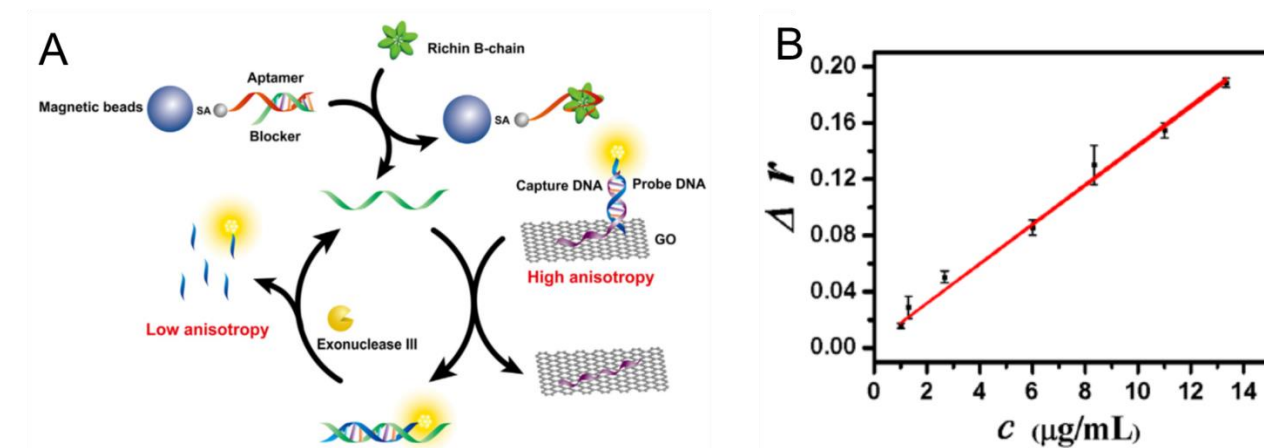 A
Richin B-chain
Aptamer
Magnetic beads
SA
Blocker
SA
Capture DNA
Probe DNA
GO
High anisotropy
Low anisotropy
Exonuclease III
B
Δ r
0.20
0.16
0.12
0.08
0.04
0.00
0 2 4 6 8 10 12 14
c (μg/mL)